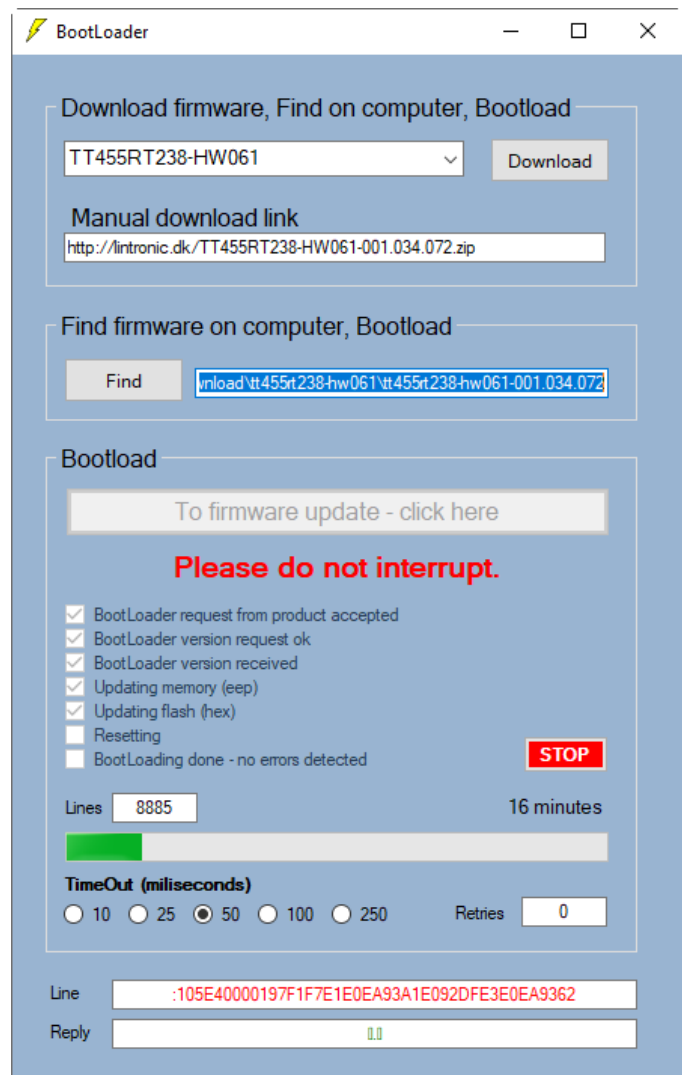 BootLoader
Download firmware, Find on computer, Bootload
TT455RT238-HW061
Download
Manual download link
http://lintronic.dk/TT455RT238-HW061-001.034.072.zip
Find firmware on computer, Bootload
Find
wnload\tt455rt238-hw061\tt455rt238-hw061-001.034.072
Bootload
To firmware update - click here
Please do not interrupt.
BootLoader request from product accepted
BootLoader version request ok
BootLoader version received
Updating memory (eep)
Updating flash (hex)
Resetting
BootLoading done - no errors detected
STOP
Lines 8885 16 minutes
TimeOut (miliseconds)
10 25 50 100 250 Retries 0
Line :105E40000197F1F7E1E0EA93A1E092DFE3E0EA9362
Reply